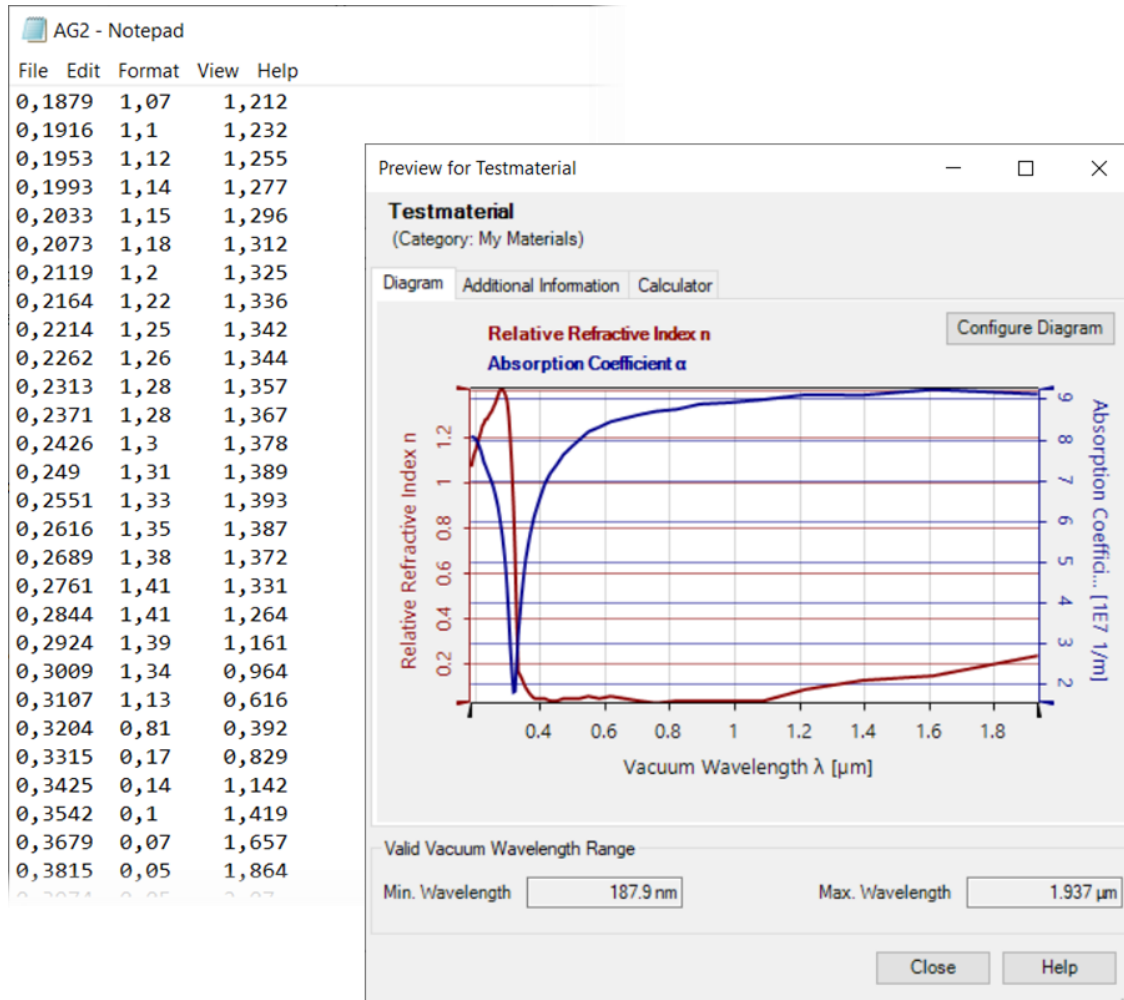 AG2 - Notepad
File Edit Format View Help
0,1879 1,07 1,212
0,1916 1,1 1,232
0,1953 1,12 1,255
0,1993 1,14 1,277
0,2033 1,15 1,296
0,2073 1,18 1,312
0,2119 1,2 1,325
0,2164 1,22 1,336
0,2214 1,25 1,342
0,2262 1,26 1,344
0,2313 1,28 1,357
0,2371 1,28 1,367
0,2426 1,3 1,378
0,249 1,31 1,389
0,2551 1,33 1,393
0,2616 1,35 1,387
0,2689 1,38 1,372
0,2761 1,41 1,331
0,2844 1,41 1,264
0,2924 1,39 1,161
0,3009 1,34 0,964
0,3107 1,13 0,616
0,3204 0,81 0,392
0,3315 0,17 0,829
0,3425 0,14 1,142
0,3542 0,1 1,419
0,3679 0,07 1,657
0,3815 0,05 1,864
Preview for Testmaterial
Testmaterial
(Category: My Materials)
Diagram Additional Information Calculator
Configure Diagram
Relative Refractive Index n
Absorption Coefficient α
Relative Refractive Index n
1.2
1
0.8
0.6
0.4
0.2
9
8
7
6
5
4
3
2
Absorption Coeffici... [1E7 1/m]
0.4 0.6 0.8 1 1.2 1.4 1.6 1.8
Vacuum Wavelength λ [µm]
Valid Vacuum Wavelength Range
Min. Wavelength 187.9 nm Max. Wavelength 1.937 µm
Close Help